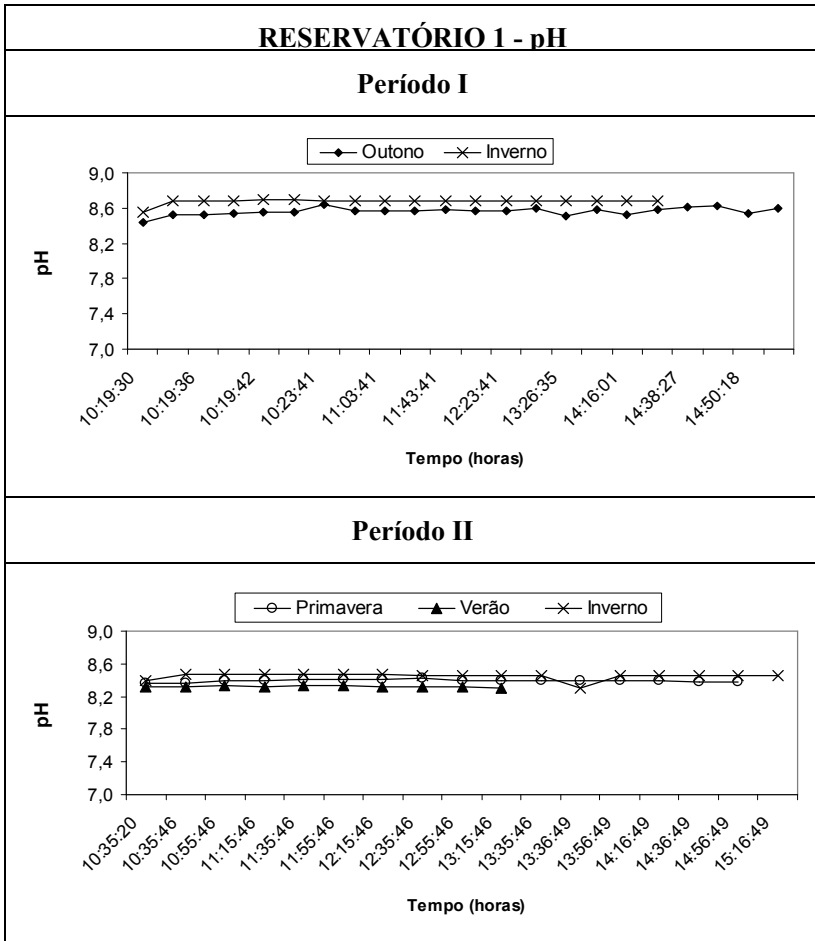 RESERVATÓRIO 1 - pH
Período I
Outono Inverno
9,0
8,6
8,2
7,8
7,4
7,0
pH
10:19:30 10:19:36 10:19:42 10:23:41 11:03:41 11:43:41 12:23:41 13:26:35 14:16:01 14:38:27 14:50:18
Tempo (horas)
Período II
Primavera Verão Inverno
9,0
8,6
8,2
7,8
7,4
7,0
pH
10:35:20 10:35:46 10:55:46 11:15:46 11:35:46 11:55:46 12:15:46 12:35:46 12:55:46 13:15:46 13:35:46 13:36:49 13:56:49 14:16:49 14:36:49 14:56:49 15:16:49
Tempo (horas)